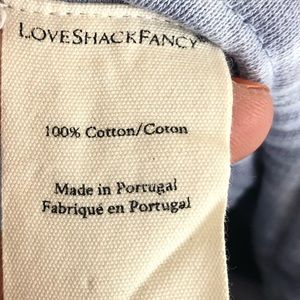 LOVESHACKFANCY
100% Cotton/Coton
Made in Portugal
Fabriqué en Portugal